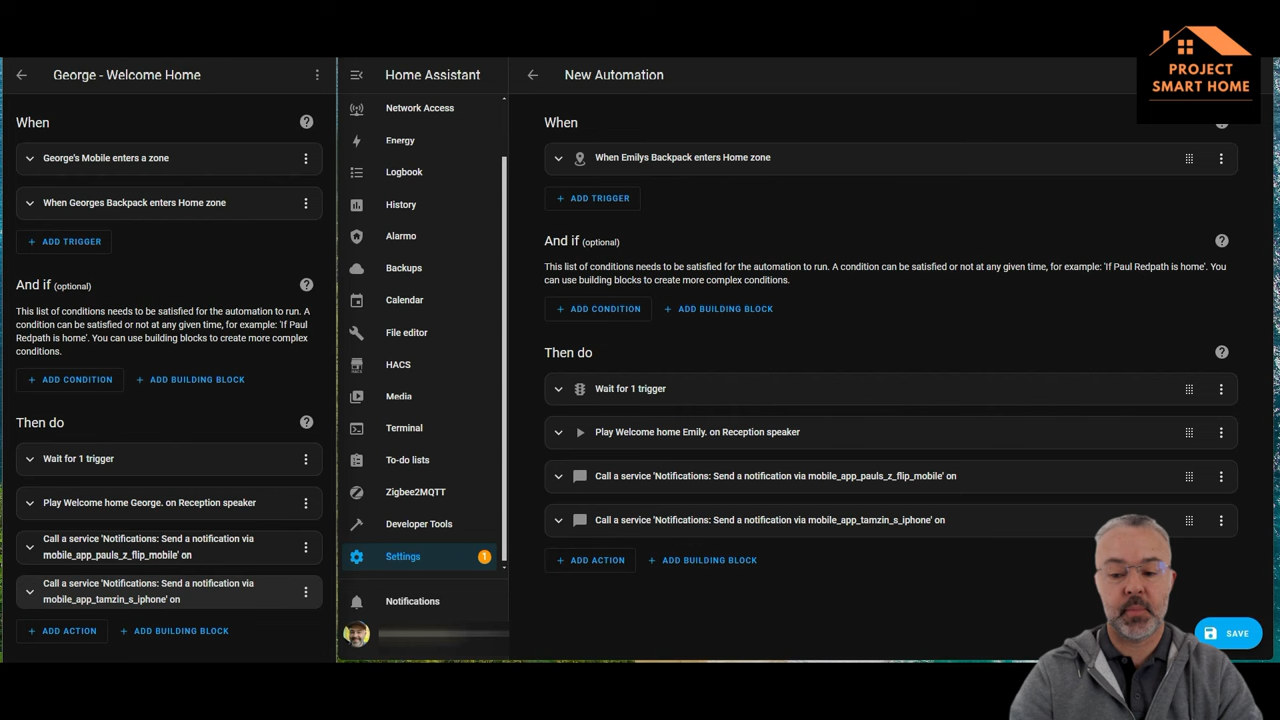 PROJECT
SMART HOME
George - Welcome Home
When
George's Mobile enters a zone
When Georges Backpack enters Home zone
+ ADD TRIGGER
And if (optional)
This list of conditions needs to be satisfied for the automation to run. A
condition can be satisfied or not at any given time, for example: 'If Paul
Redpath is home'. You can use building blocks to create more complex
conditions.
+ ADD CONDITION
+ ADD BUILDING BLOCK
Then do
Wait for 1 trigger
Play Welcome home George. on Reception speaker
Call a service 'Notifications: Send a notification via
mobile_app_pauls_z_flip_mobile' on
Call a service 'Notifications: Send a notification via
mobile_app_tamzin_s_iphone' on
+ ADD ACTION
+ ADD BUILDING BLOCK
Home Assistant
Network Access
Energy
Logbook
History
Alarmo
Backups
Calendar
File editor
HACS
HACS
Media
Terminal
To-do lists
Zigbee2MQTT
Developer Tools
Settings
1
Notifications
New Automation
When
When Emilys Backpack enters Home zone
+ ADD TRIGGER
And if (optional)
This list of conditions needs to be satisfied for the automation to run. A condition can be satisfied or not at any given time, for example: 'If Paul Redpath is home'. You
can use building blocks to create more complex conditions.
+ ADD CONDITION
+ ADD BUILDING BLOCK
Then do
Wait for 1 trigger
Play Welcome home Emily. on Reception speaker
Call a service 'Notifications: Send a notification via mobile_app_pauls_z_flip_mobile' on
Call a service 'Notifications: Send a notification via mobile_app_tamzin_s_iphone' on
+ ADD ACTION
+ ADD BUILDING BLOCK
SAVE